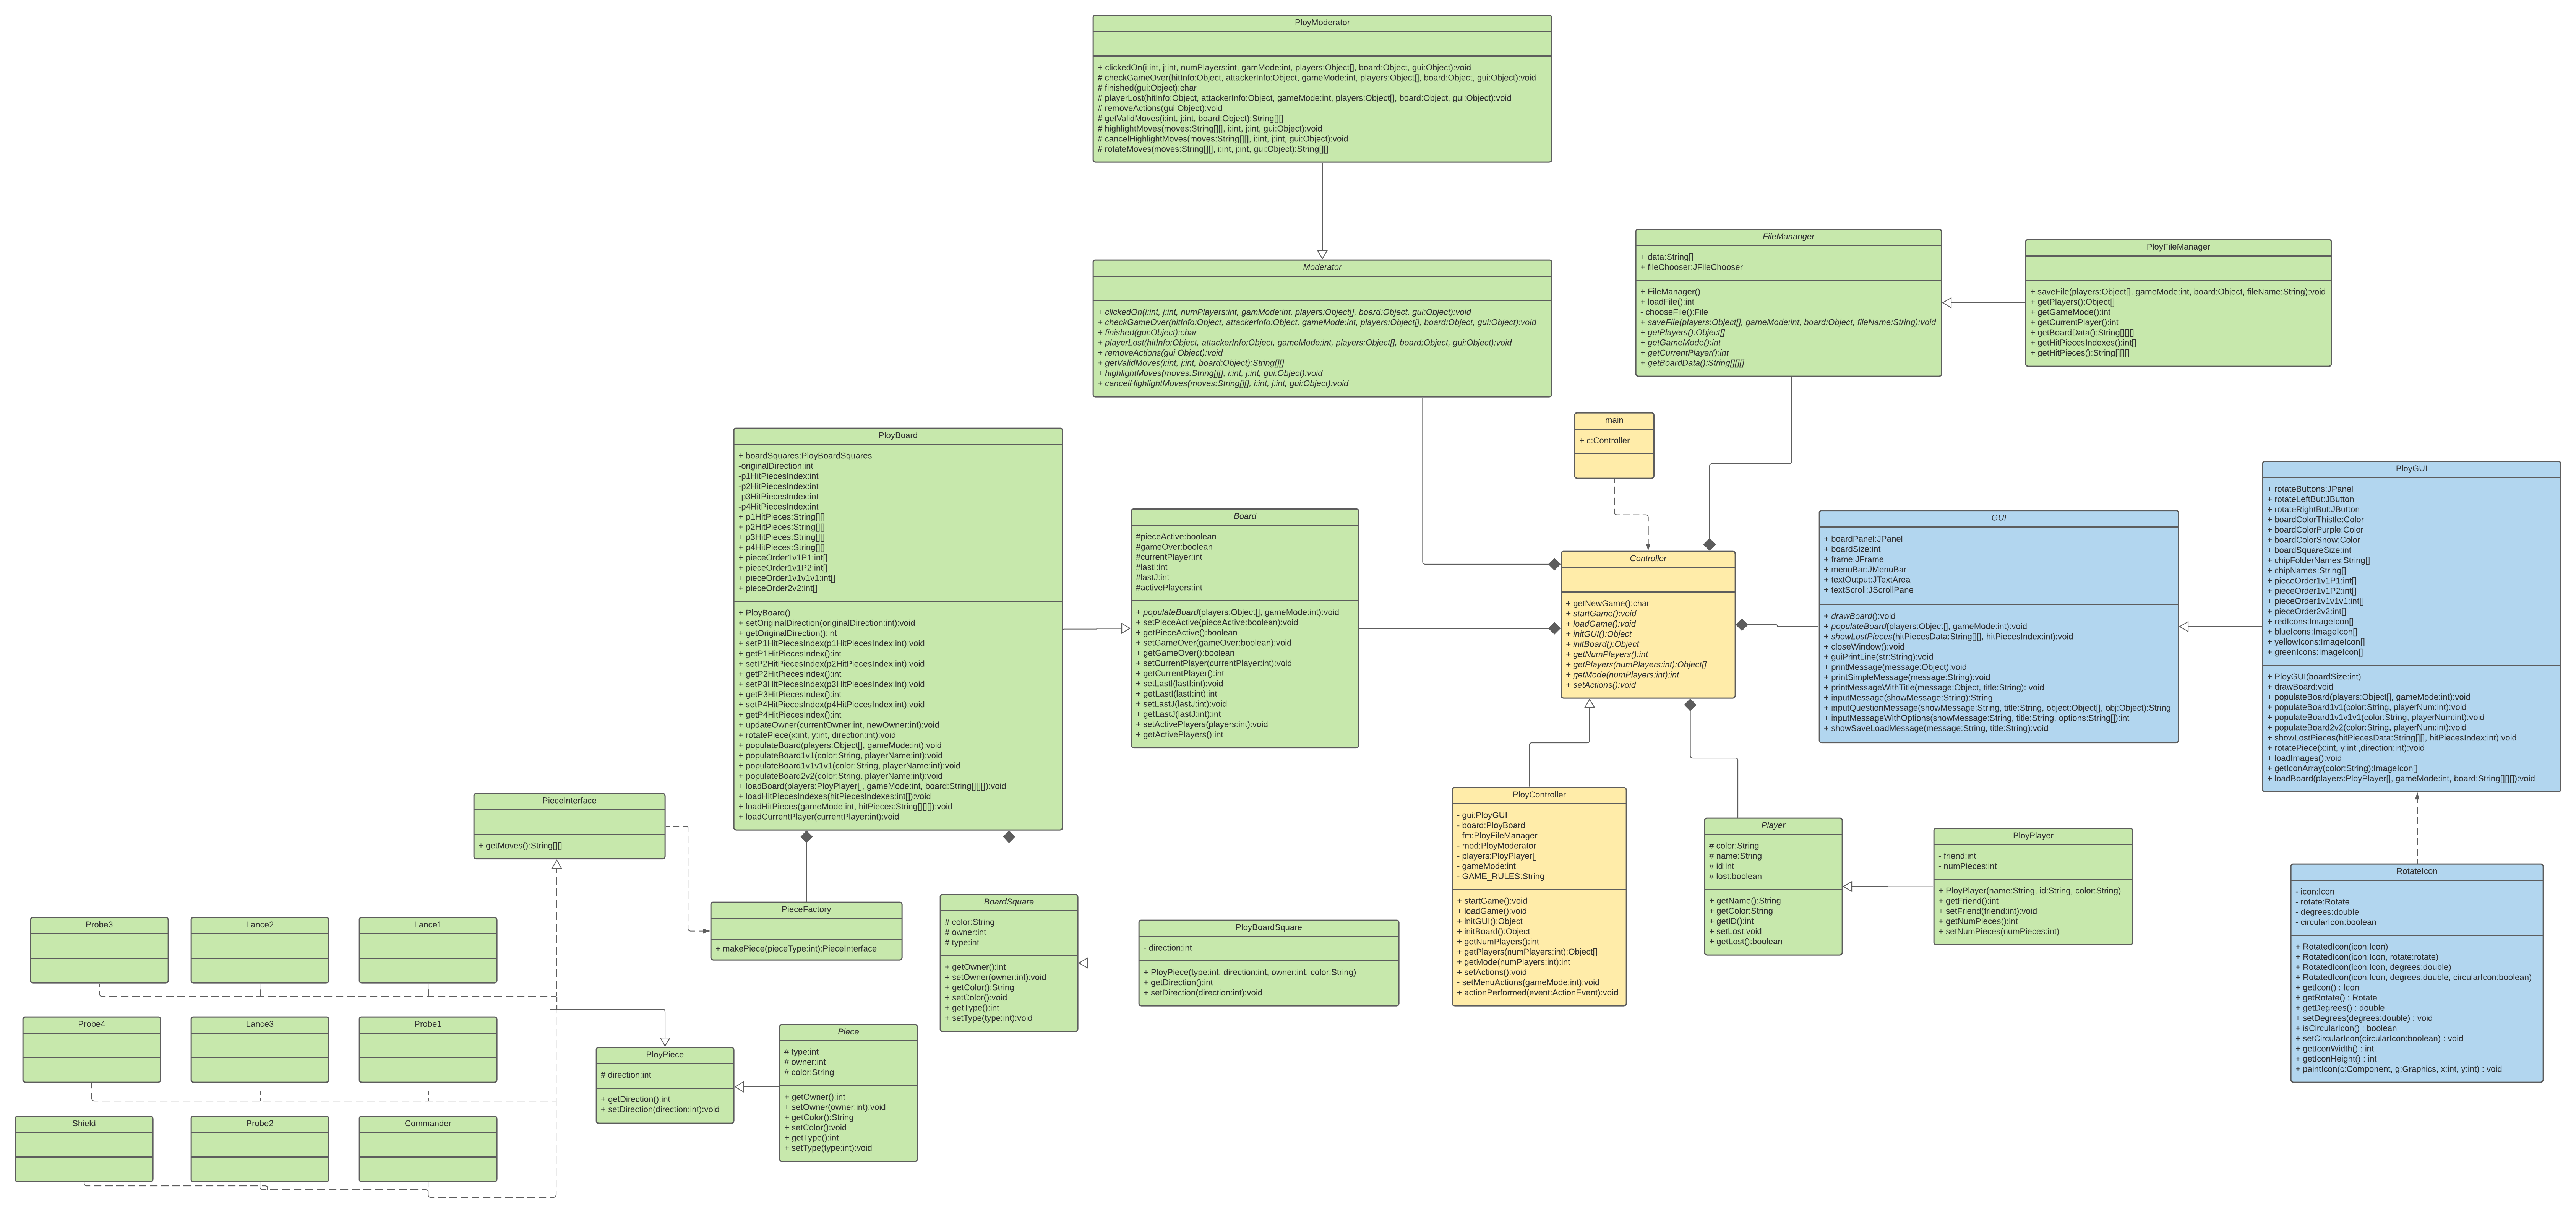 PloyModerator
+ clickedOn(i:int, j:int, numPlayers:int, gamMode:int, players:Object[], board:Object, gui:Object):void
# checkGameOver(hitInfo:Object, attackerInfo:Object, gameMode:int, players:Object[], board:Object, gui:Object):void
# finished(gui:Object):char
# playerLost(hitInfo:Object, attackerInfo:Object, gameMode:int, players:Object[], board:Object, gui:Object):void
# removeActions(gui Object):void
# getValidMoves(i:int, j:int, board:Object):String[][]
# highlightMoves(moves:String[][], i:int, j:int, gui:Object):void
# cancelHighlightMoves(moves:String[][], i:int, j:int, gui:Object):void
# rotateMoves(moves:String[][], i:int, j:int, gui:Object):String[][]
Moderator
+ clickedOn(i:int, j:int, numPlayers:int, gamMode:int, players:Object[], board:Object, gui:Object):void
+ checkGameOver(hitInfo:Object, attackerInfo:Object, gameMode:int, players:Object[], board:Object, gui:Object):void
+ finished(gui:Object):char
+ playerLost(hitInfo:Object, attackerInfo:Object, gameMode:int, players:Object[], board:Object, gui:Object):void
+ removeActions(gui Object):void
+ getValidMoves(i:int, j:int, board:Object):String[][]
+ highlightMoves(moves:String[][], i:int, j:int, gui:Object):void
+ cancelHighlightMoves(moves:String[][], i:int, j:int, gui:Object):void
FileMananger
+ data:String[]
+ fileChooser:JFileChooser
+ FileManager()
+ loadFile():int
- chooseFile():File
+ saveFile(players:Object[], gameMode:int, board:Object, fileName:String):void
+ getPlayers():Object[]
+ getGameMode():int
+ getCurrentPlayer():int
+ getBoardData():String[][][]
PloyFileManager
+ saveFile(players:Object[], gameMode:int, board:Object, fileName:String):void
+ getPlayers():Object[]
+ getGameMode():int
+ getCurrentPlayer():int
+ getBoardData():String[][][]
+ getHitPiecesIndexes():int[]
+ getHitPieces():String[][][]
main
+ c:Controller
PloyBoard
+ boardSquares:PloyBoardSquares
-originalDirection:int
-p1HitPiecesIndex:int
-p2HitPiecesIndex:int
-p3HitPiecesIndex:int
-p4HitPiecesIndex:int
+ p1HitPieces:String[][]
+ p2HitPieces:String[][]
+ p3HitPieces:String[][]
+ p4HitPieces:String[][]
+ pieceOrder1v1P1:int[]
+ pieceOrder1v1P2:int[]
+ pieceOrder1v1v1v1:int[]
+ pieceOrder2v2:int[]
+ PloyBoard()
+ setOriginalDirection(originalDirection:int):void
+ getOriginalDirection():int
+ setP1HitPiecesIndex(p1HitPiecesIndex:int):void
+ getP1HitPiecesIndex():int
+ setP2HitPiecesIndex(p2HitPiecesIndex:int):void
+ getP2HitPiecesIndex():int
+ setP3HitPiecesIndex(p3HitPiecesIndex:int):void
+ getP3HitPiecesIndex():int
+ setP4HitPiecesIndex(p4HitPiecesIndex:int):void
+ getP4HitPiecesIndex():int
+ updateOwner(currentOwner:int, newOwner:int):void
+ rotatePiece(x:int, y:int, direction:int):void
+ populateBoard(players:Object[], gameMode:int):void
+ populateBoard1v1(color:String, playerName:int):void
+ populateBoard1v1v1v1(color:String, playerName:int):void
+ populateBoard2v2(color:String, playerName:int):void
+ loadBoard(players:PloyPlayer[], gameMode:int, board:String[][][]):void
+ loadHitPiecesIndexes(hitPiecesIndexes:int[]):void
+ loadHitPieces(gameMode:int, hitPieces:String[][][]):void
+ loadCurrentPlayer(currentPlayer:int):void
Board
#pieceActive:boolean
#gameOver:boolean
#currentPlayer:int
#lastI:int
#lastJ:int
#activePlayers:int
+ populateBoard(players:Object[], gameMode:int):void
+ setPieceActive(pieceActive:boolean):void
+ getPieceActive():boolean
+ setGameOver(gameOver:boolean):void
+ getGameOver():boolean
+ setCurrentPlayer(currentPlayer:int):void
+ getCurrentPlayer():int
+ setLastI(lastI:int):void
+ getLastI(lastI:int):int
+ setLastJ(lastJ:int):void
+ getLastJ(lastJ:int):int
+ setActivePlayers(players:int):void
+ getActivePlayers():int
Controller
+ getNewGame():char
+ startGame():void
+ loadGame():void
+ initGUI():Object
+ initBoard():Object
+ getNumPlayers():int
+ getPlayers(numPlayers:int):Object[]
+ getMode(numPlayers:int):int
+ setActions():void
GUI
+ boardPanel:JPanel
+ boardSize:int
+ frame:JFrame
+ menuBar:JMenuBar
+ textOutput:JTextArea
+ textScroll:JScrollPane
+ drawBoard():void
+ populateBoard(players:Object[], gameMode:int):void
+ showLostPieces(hitPiecesData:String[][], hitPiecesIndex:int):void
+ closeWindow():void
+ guiPrintLine(str:String):void
+ printMessage(message:Object):void
+ printSimpleMessage(message:String):void
+ printMessageWithTitle(message:Object, title:String): void
+ inputMessage(showMessage:String):String
+ inputQuestionMessage(showMessage:String, title:String, object:Object[], obj:Object):String
+ inputMessageWithOptions(showMessage:String, title:String, options:String[]):int
+ showSaveLoadMessage(message:String, title:String):void
PloyGUI
+ rotateButtons:JPanel
+ rotateLeftBut:JButton
+ rotateRightBut:JButton
+ boardColorThistle:Color
+ boardColorPurple:Color
+ boardColorSnow:Color
+ boardSquareSize:int
+ chipFolderNames:String[]
+ chipNames:String[]
+ pieceOrder1v1P1:int[]
+ pieceOrder1v1P2:int[]
+ pieceOrder1v1v1v1:int[]
+ pieceOrder2v2:int[]
+ redIcons:ImageIcon[]
+ blueIcons:ImageIcon[]
+ yellowIcons:ImageIcon[]
+ greenIcons:ImageIcon[]
+ PloyGUI(boardSize:int)
+ drawBoard:void
+ populateBoard(players:Object[], gameMode:int):void
+ populateBoard1v1(color:String, playerNum:int):void
+ populateBoard1v1v1v1(color:String, playerNum:int):void
+ populateBoard2v2(color:String, playerNum:int):void
+ showLostPieces(hitPiecesData:String[][], hitPiecesIndex:int):void
+ rotatePiece(x:int, y:int ,direction:int):void
+ loadImages():void
+ getIconArray(color:String):ImageIcon[]
+ loadBoard(players:PloyPlayer[], gameMode:int, board:String[][][]):void
PieceInterface
+ getMoves():String[][]
PloyController
- gui:PloyGUI
- board:PloyBoard
- fm:PloyFileManager
- mod:PloyModerator
- players:PloyPlayer[]
- gameMode:int
- GAME_RULES:String
+ startGame():void
+ loadGame():void
+ initGUI():Object
+ initBoard():Object
+ getNumPlayers():int
+ getPlayers(numPlayers:int):Object[]
+ getMode(numPlayers:int):int
+ setActions():void
- setMenuActions(gameMode:int):void
+ actionPerformed(event:ActionEvent):void
Player
# color:String
# name:String
# id:int
# lost:boolean
+ getName():String
+ getColor:String
+ getID():int
+ setLost:void
+ getLost():boolean
PloyPlayer
- friend:int
- numPieces:int
+ PloyPlayer(name:String, id:String, color:String)
+ getFriend():int
+ setFriend(friend:int):void
+ getNumPieces():int
+ setNumPieces(numPieces:int)
RotateIcon
- icon:Icon
- rotate:Rotate
- degrees:double
- circularIcon:boolean
+ RotatedIcon(icon:Icon)
+ RotatedIcon(icon:Icon, rotate:rotate)
+ RotatedIcon(icon:Icon, degrees:double)
+ RotatedIcon(icon:Icon, degrees:double, circularIcon:boolean)
+ getIcon() : Icon
+ getRotate() : Rotate
+ getDegrees() : double
+ setDegrees(degrees:double) : void
+ isCircularIcon() : boolean
+ setCircularIcon(circularIcon:boolean) : void
+ getIconWidth() : int
+ getIconHeight() : int
+ paintIcon(c:Component, g:Graphics, x:int, y:int) : void
PieceFactory
+ makePiece(pieceType:int):PieceInterface
BoardSquare
# color:String
# owner:int
# type:int
+ getOwner():int
+ setOwner(owner:int):void
+ getColor():String
+ setColor():void
+ getType():int
+ setType(type:int):void
PloyBoardSquare
- direction:int
+ PloyPiece(type:int, direction:int, owner:int, color:String)
+ getDirection():int
+ setDirection(direction:int):void
Probe3
Lance2
Lance1
Probe4
Lance3
Probe1
Shield
Probe2
Commander
PloyPiece
# direction:int
+ getDirection():int
+ setDirection(direction:int):void
Piece
# type:int
# owner:int
# color:String
+ getOwner():int
+ setOwner(owner:int):void
+ getColor():String
+ setColor():void
+ getType():int
+ setType(type:int):void